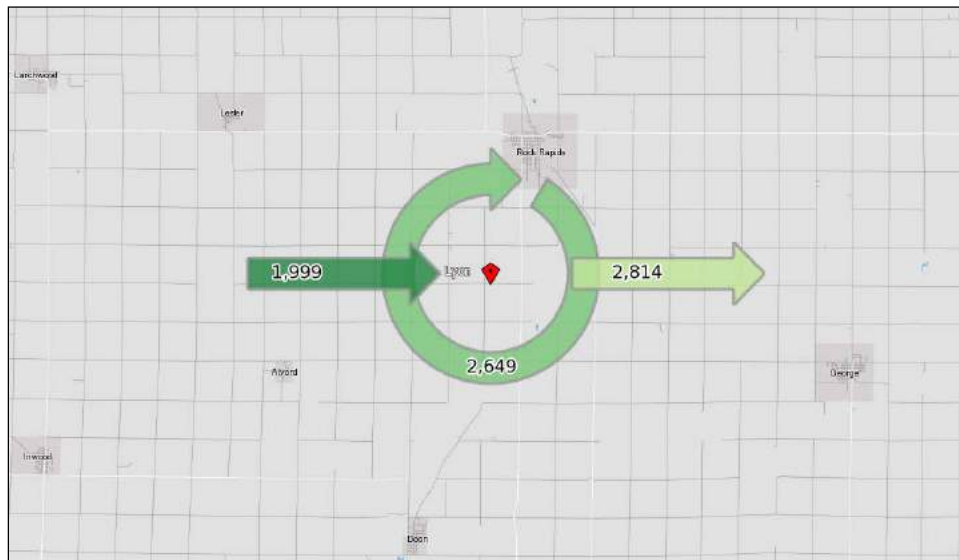 Larchwood
Lester
Rock Rapids
1,999
Lyon
2,814
2,649
Alvord
George
Inwood
Doon